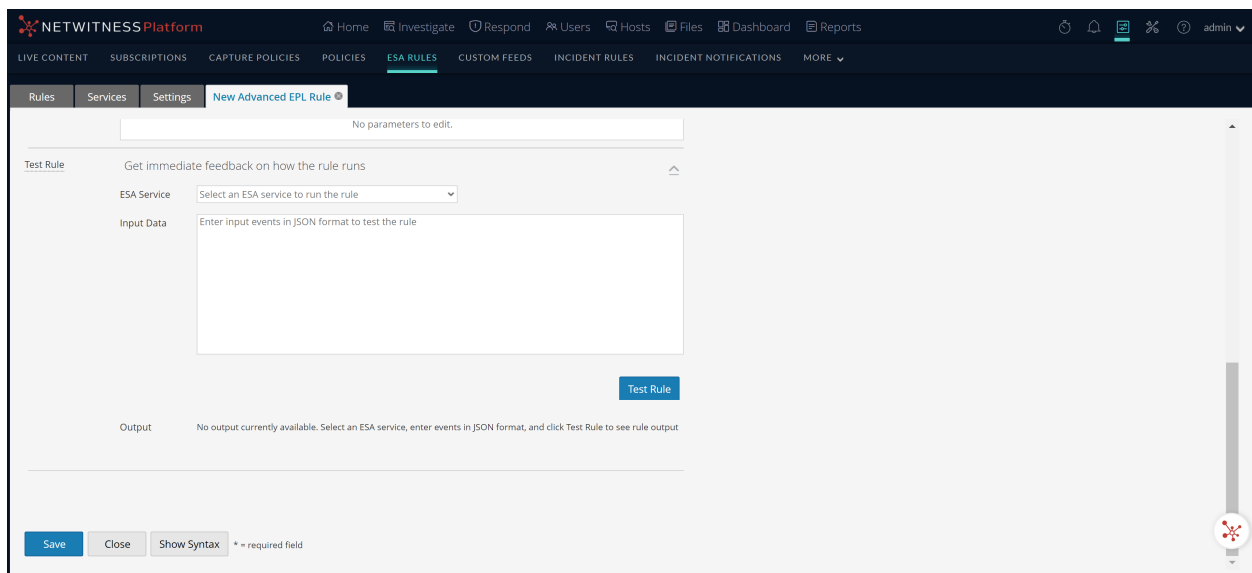 NETWITNESS Platform Home Investigate Respond Users Hosts Files Dashboard Reports admin
LIVE CONTENT SUBSCRIPTIONS CAPTURE POLICIES POLICIES ESA RULES CUSTOM FEEDS INCIDENT RULES INCIDENT NOTIFICATIONS MORE
Rules Services Settings New Advanced EPL Rule
No parameters to edit.
Test Rule Get immediate feedback on how the rule runs
ESA Service Select an ESA service to run the rule
Input Data Enter input events in JSON format to test the rule
Test Rule
Output No output currently available. Select an ESA service, enter events in JSON format, and click Test Rule to see rule output
Save Close Show Syntax * = required field